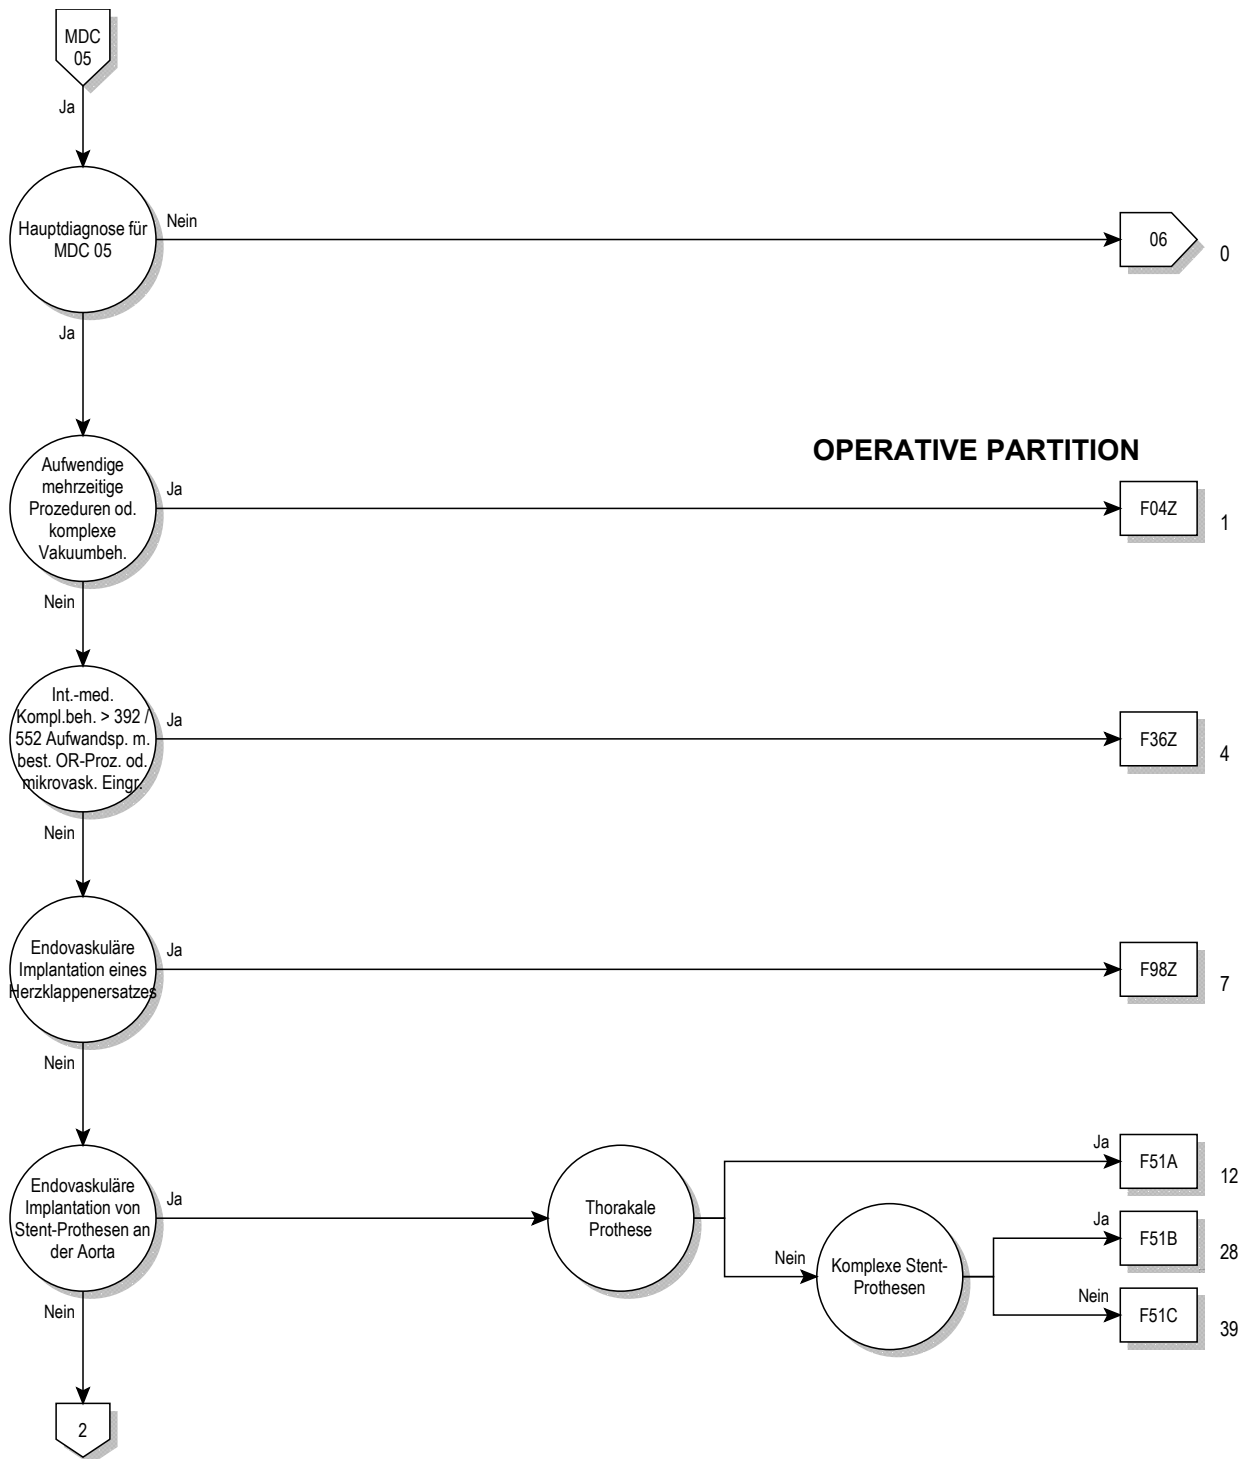 MDC
05
Ja
Hauptdiagnose für
MDC 05
Nein
06
0
Ja
OPERATIVE PARTITION
Aufwendige
mehrzeitige
Prozeduren od.
komplexe
Vakuumbeh.
Ja
F04Z
1
Nein
Int.-med.
Kompl.beh. > 392 /
552 Aufwandsp. m.
best. OR-Proz. od.
mikrovask. Eingr.
Ja
F36Z
4
Nein
Endovaskuläre
Implantation eines
Herzklappenersatzes
Ja
F98Z
7
Nein
Endovaskuläre
Implantation von
Stent-Prothesen an
der Aorta
Ja
Thorakale
Prothese
Ja
F51A
12
Nein
Komplexe Stent-
Prothesen
Ja
F51B
28
Nein
F51C
39
Nein
2